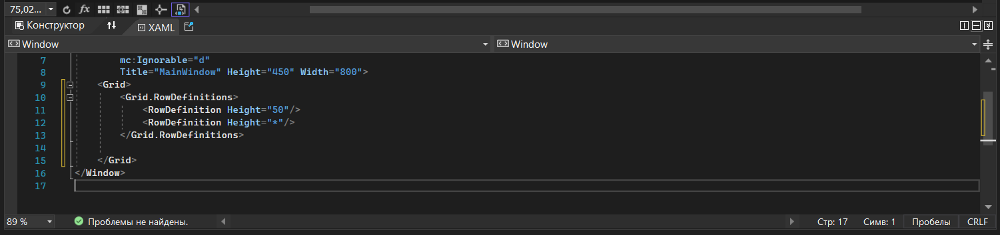 75,02...
fx
Конструктор XAML
Window Window
7 mc:Ignorable="d"
8 Title="MainWindow" Height="450" Width="800">
9 <Grid>
10 <Grid.RowDefinitions>
11 <RowDefinition Height="50"/>
12 <RowDefinition Height="*"/>
13 </Grid.RowDefinitions>
14
15 </Grid>
16 </Window>
17
89 % Проблемы не найдены. Стр: 17 Симв: 1 Пробелы CRLF